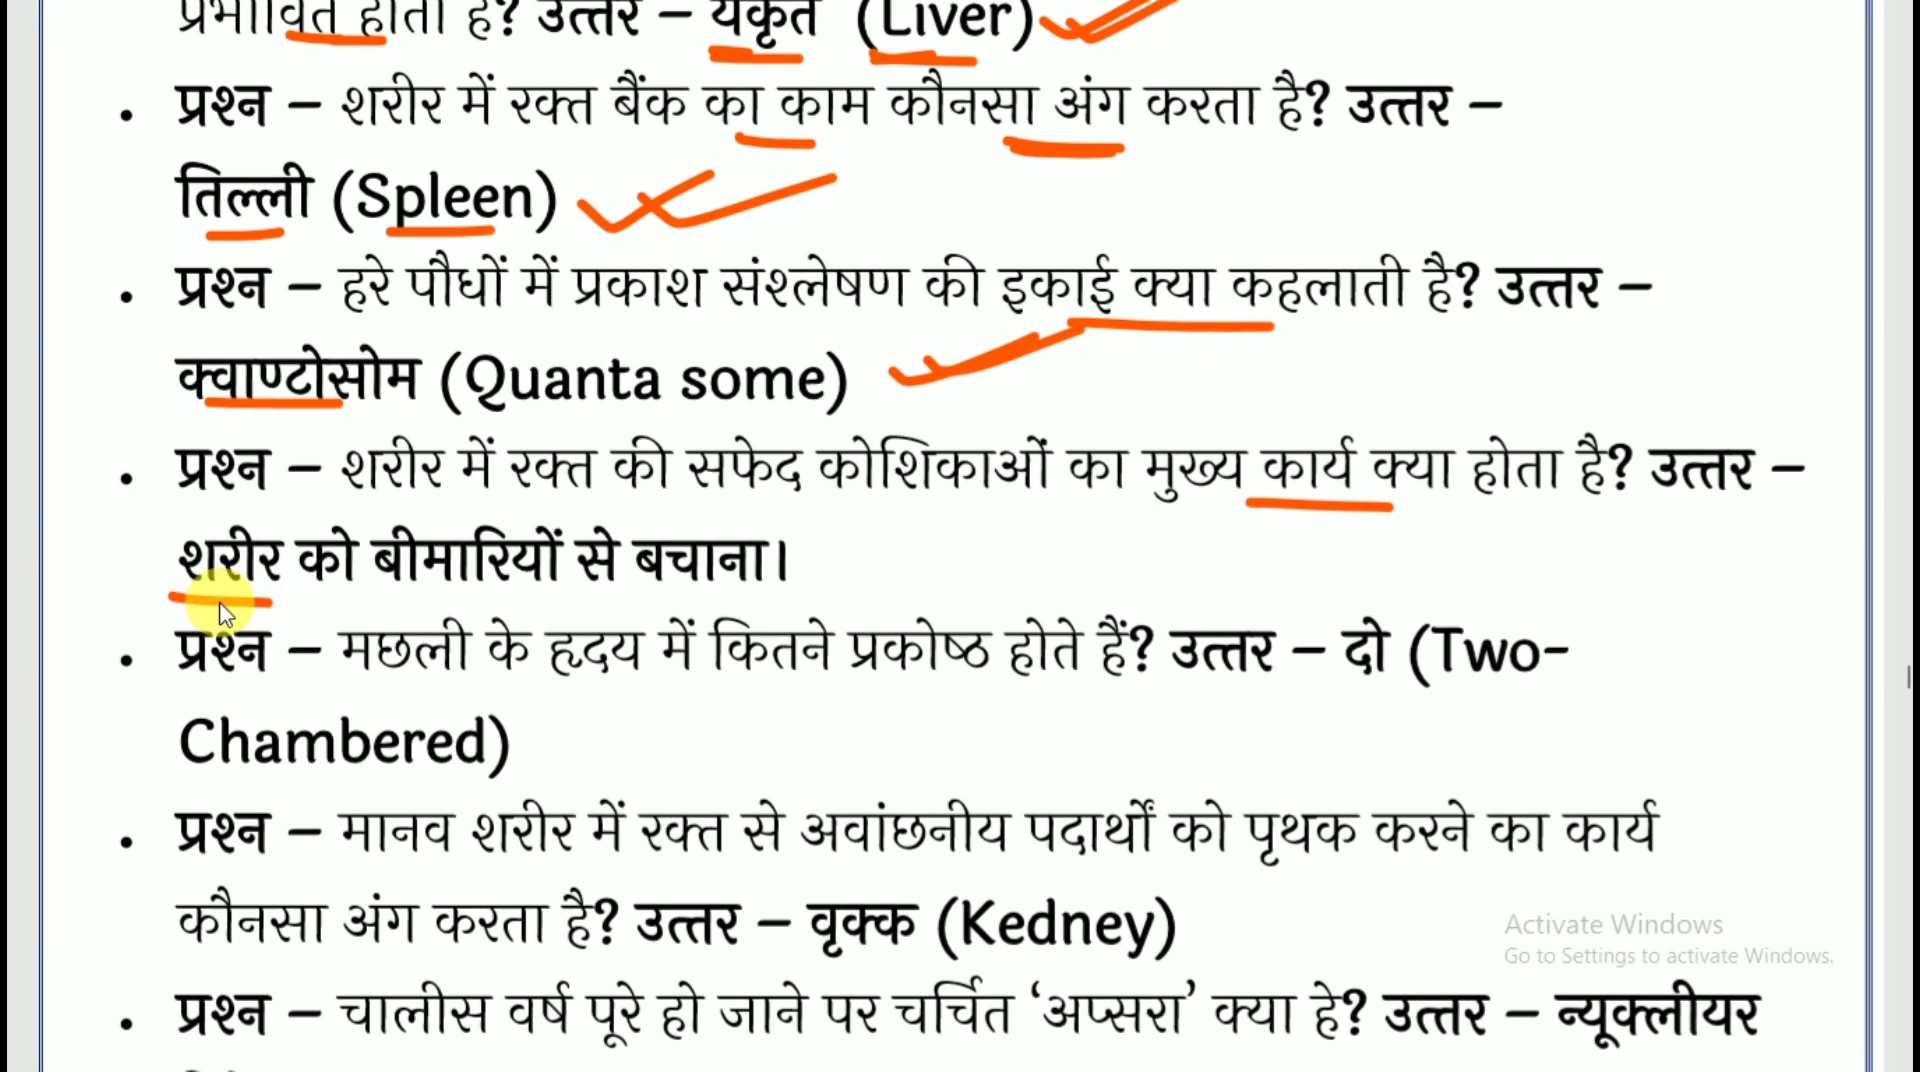 प्रभावित होता है? उत्तर – यकृत (Liver)
• प्रश्न – शरीर में रक्त बैंक का काम कौनसा अंग करता है? उत्तर –
तिल्ली (Spleen)
• प्रश्न – हरे पौधों में प्रकाश संश्लेषण की इकाई क्या कहलाती है? उत्तर –
क्वाण्टोसोम (Quanta some)
• प्रश्न – शरीर में रक्त की सफेद कोशिकाओं का मुख्य कार्य क्या होता है? उत्तर –
शरीर को बीमारियों से बचाना।
• प्रश्न – मछली के हृदय में कितने प्रकोष्ठ होते हैं? उत्तर – दो (Two-
Chambered)
• प्रश्न – मानव शरीर में रक्त से अवांछनीय पदार्थों को पृथक करने का कार्य
कौनसा अंग करता है? उत्तर – वृक्क (Kedney)
Activate Windows
Go to Settings to activate Windows.
• प्रश्न – चालीस वर्ष पूरे हो जाने पर चर्चित ‘अप्सरा’ क्या हे? उत्तर – न्यूक्लीयर